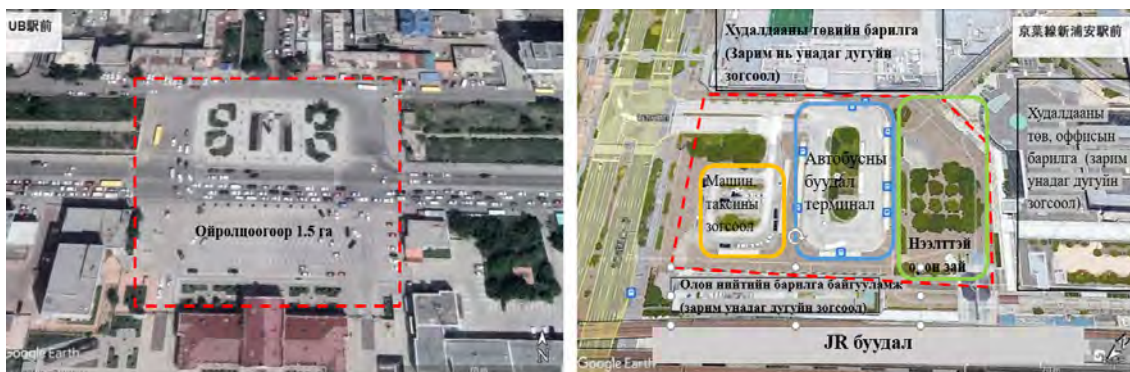 UB駅前
Ойролцоогоор 1.5 га
Google Earth
N
京葉線新浦安駅前
Худалдааны төвийн барилга
(Зарим нь унадаг дугуйн
зогсоол)
Худалдааны
төв, оффисын
барилга (зарим
унадаг дугуйн
зогсоол)
Машин,
таксины
зогсоол
Автобусны
буудал
терминал
Нээлттэй
ой зай
Олон нийтийн барилга байгууламж
(зарим унадаг дугуйн зогсоол)
JR буудал
Google Earth